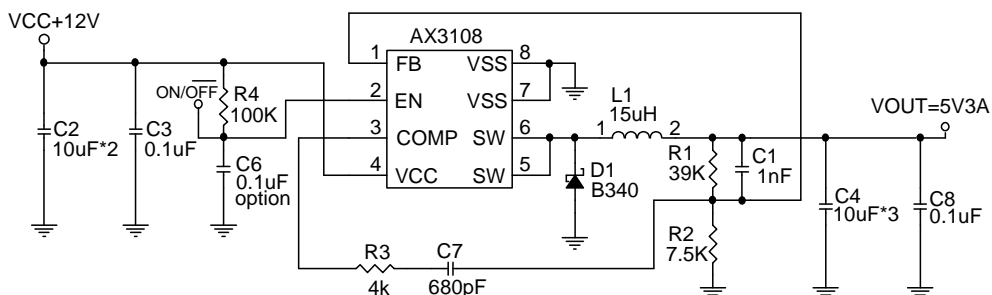 VCC+12V
AX3108
1
FB
VSS
8
2
EN
VSS
7
3
COMP
SW
6
4
VCC
SW
5
ON/OFF
R4
100K
C2
10uF*2
C3
0.1uF
C6
0.1uF
option
L1
15uH
1
2
VOUT=5V3A
D1
B340
R1
39K
C1
1nF
R2
7.5K
C4
10uF*3
C8
0.1uF
R3
4k
C7
680pF